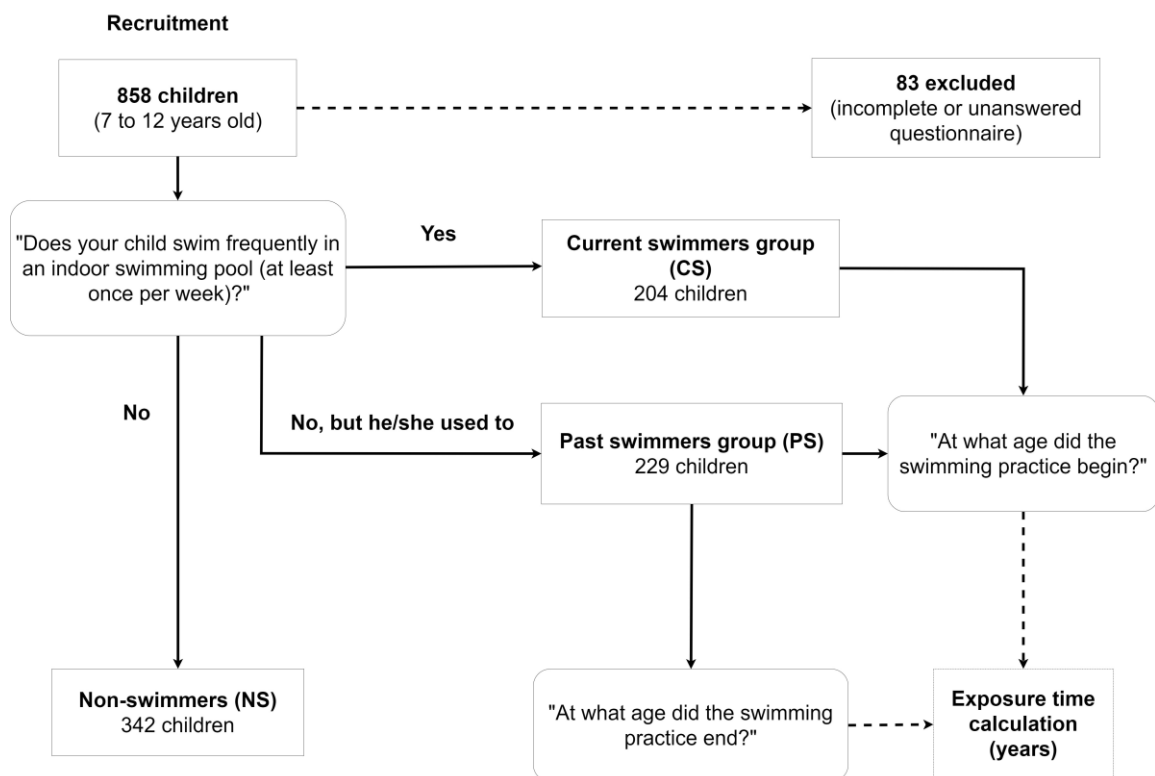 Recruitment
858 children
(7 to 12 years old)
83 excluded
(incomplete or unanswered
questionnaire)
"Does your child swim frequently in
an indoor swimming pool (at least
once per week)?"
Yes
Current swimmers group
(CS)
204 children
No
No, but he/she used to
Past swimmers group (PS)
229 children
"At what age did the
swimming practice begin?"
Non-swimmers (NS)
342 children
"At what age did the swimming
practice end?"
Exposure time
calculation
(years)